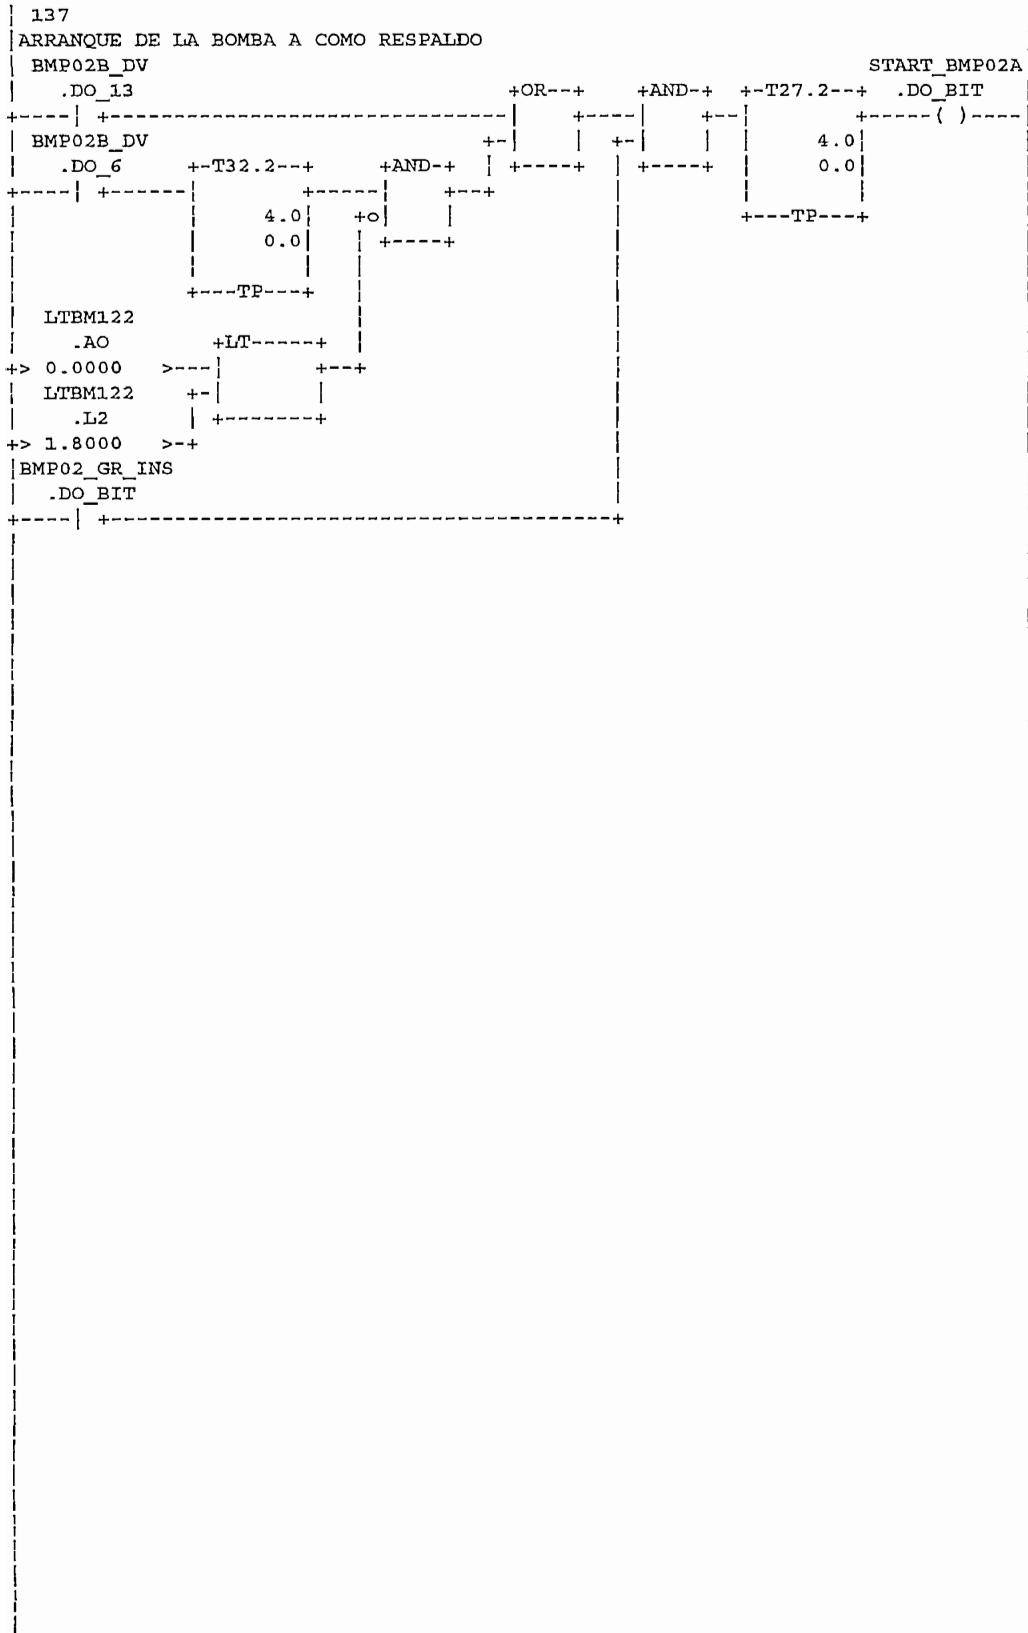 137
ARRANQUE DE LA BOMBA A COMO RESPALDO
BMP02B_DV START_BMP02A
.DO_13 +OR--+ +AND-+ +-T27.2--+ .DO_BIT
BMP02B_DV 4.0
.DO_6 +-T32.2--+ +AND-+ 0.0
4.0 +---TP---+
0.0
+---TP---+
LTBM122
.AO +LT-----+
+> 0.0000 >---
LTBM122
.L2
+> 1.8000 >-+
BMP02_GR_INS
.DO_BIT